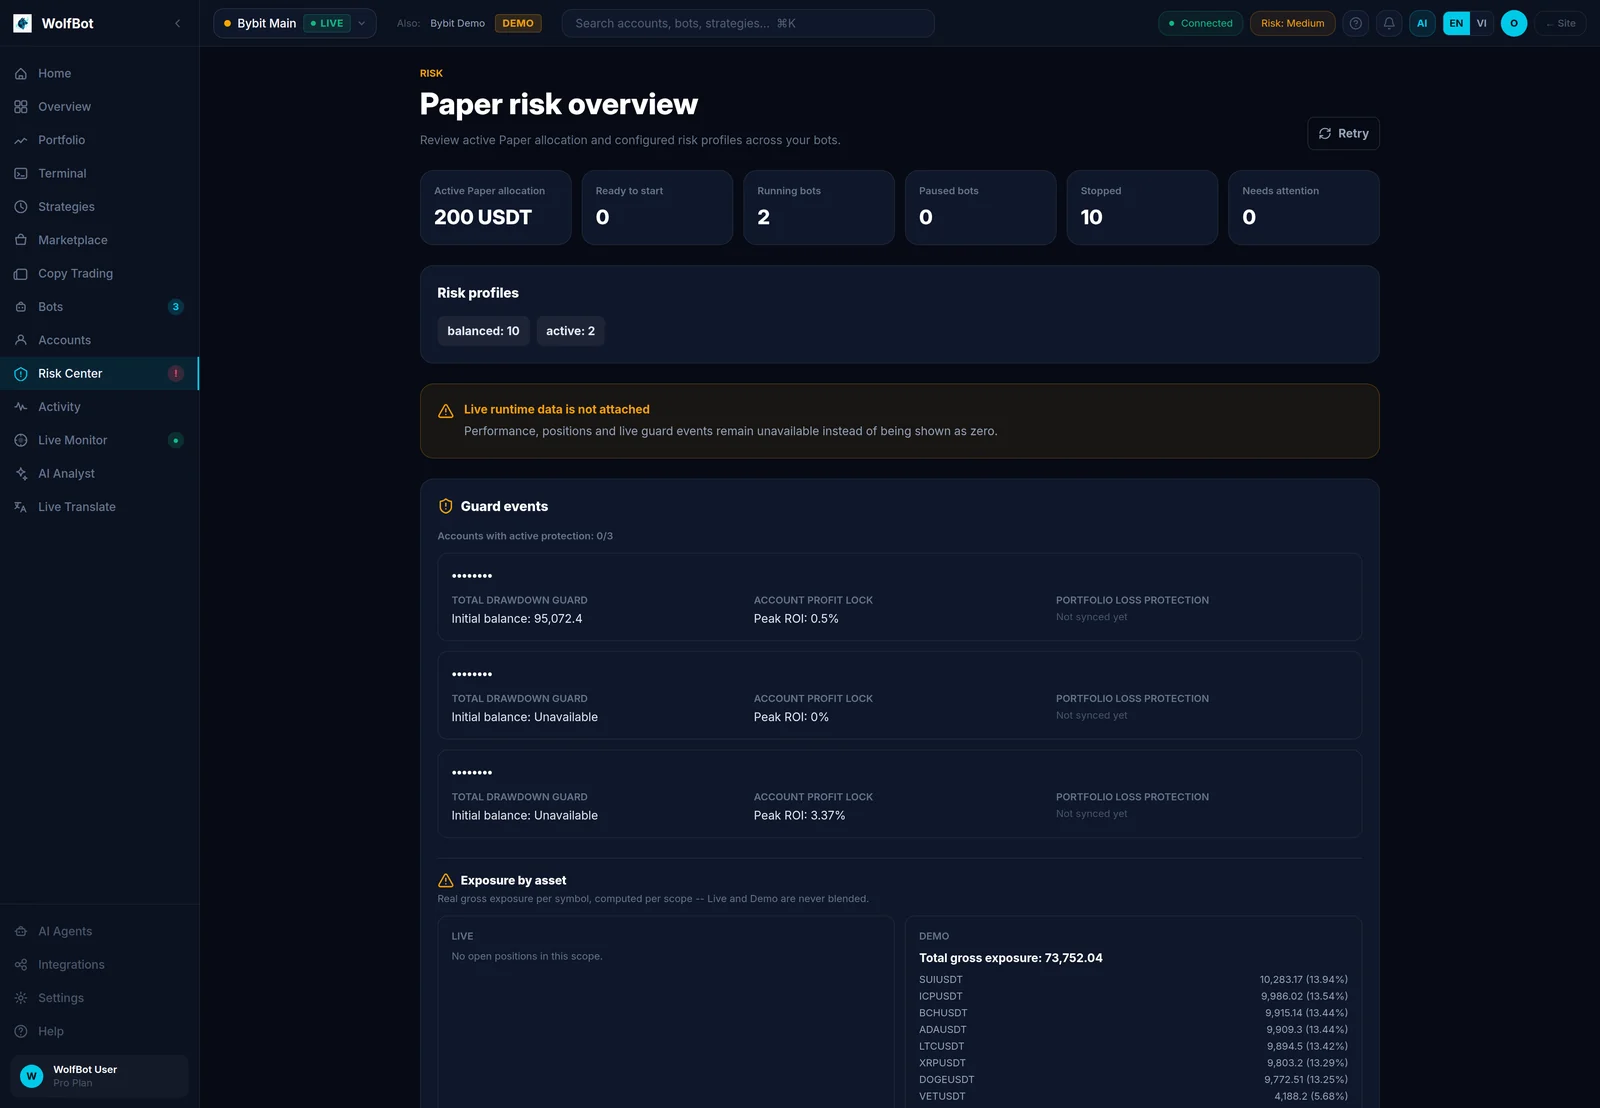 WolfBot
Bybit Main
LIVE
Also: Bybit Demo DEMO
Search accounts, bots, strategies... ⌘K
Connected
Risk: Medium
AI
EN VI
O
← Site
Home
Overview
Portfolio
Terminal
Strategies
Marketplace
Copy Trading
Bots 3
Accounts
Risk Center !
Activity
Live Monitor
AI Analyst
Live Translate
AI Agents
Integrations
Settings
Help
W
WolfBot User
Pro Plan
RISK
Paper risk overview
Review active Paper allocation and configured risk profiles across your bots.
Retry
Active Paper allocation
200 USDT
Ready to start
0
Running bots
2
Paused bots
0
Stopped
10
Needs attention
0
Risk profiles
balanced: 10 active: 2
Live runtime data is not attached
Performance, positions and live guard events remain unavailable instead of being shown as zero.
Guard events
Accounts with active protection: 0/3
••••••••
TOTAL DRAWDOWN GUARD
Initial balance: 95,072.4
ACCOUNT PROFIT LOCK
Peak ROI: 0.5%
PORTFOLIO LOSS PROTECTION
Not synced yet
••••••••
TOTAL DRAWDOWN GUARD
Initial balance: Unavailable
ACCOUNT PROFIT LOCK
Peak ROI: 0%
PORTFOLIO LOSS PROTECTION
Not synced yet
••••••••
TOTAL DRAWDOWN GUARD
Initial balance: Unavailable
ACCOUNT PROFIT LOCK
Peak ROI: 3.37%
PORTFOLIO LOSS PROTECTION
Not synced yet
Exposure by asset
Real gross exposure per symbol, computed per scope -- Live and Demo are never blended.
LIVE
No open positions in this scope.
DEMO
Total gross exposure: 73,752.04
SUIUSDT 10,283.17 (13.94%)
ICPUSDT 9,986.02 (13.54%)
BCHUSDT 9,915.14 (13.44%)
ADAUSDT 9,909.3 (13.44%)
LTCUSDT 9,894.5 (13.42%)
XRPUSDT 9,803.2 (13.29%)
DOGEUSDT 9,772.51 (13.25%)
VETUSDT 4,188.2 (5.68%)